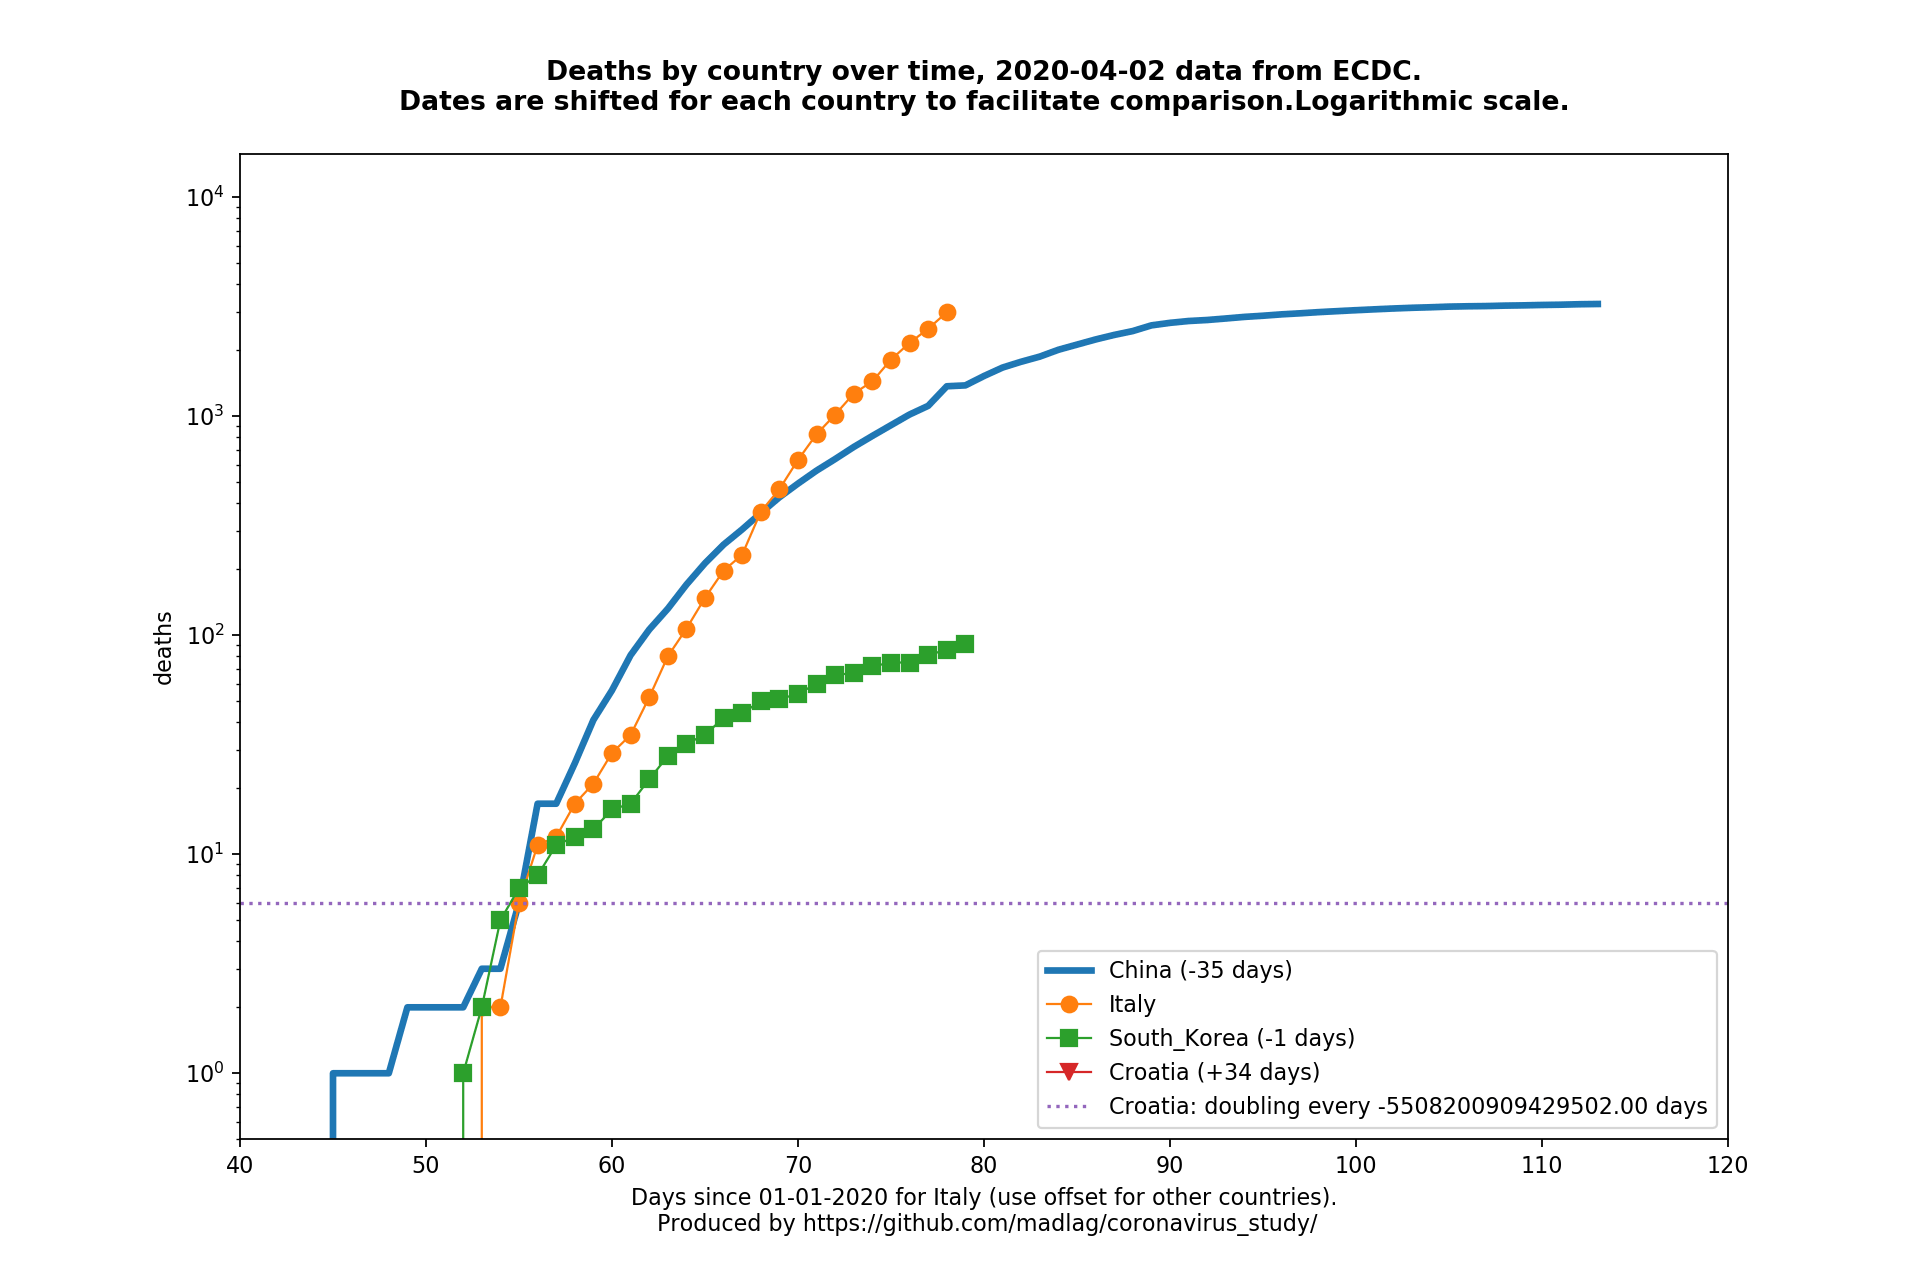 Deaths by country over time, 2020-04-02 data from ECDC.
Dates are shifted for each country to facilitate comparison.Logarithmic scale.
10⁴
10³
10²
10¹
10⁰
deaths
China (-35 days)
Italy
South_Korea (-1 days)
Croatia (+34 days)
Croatia: doubling every -5508200909429502.00 days
40 50 60 70 80 90 100 110 120
Days since 01-01-2020 for Italy (use offset for other countries).
Produced by https://github.com/madlag/coronavirus_study/